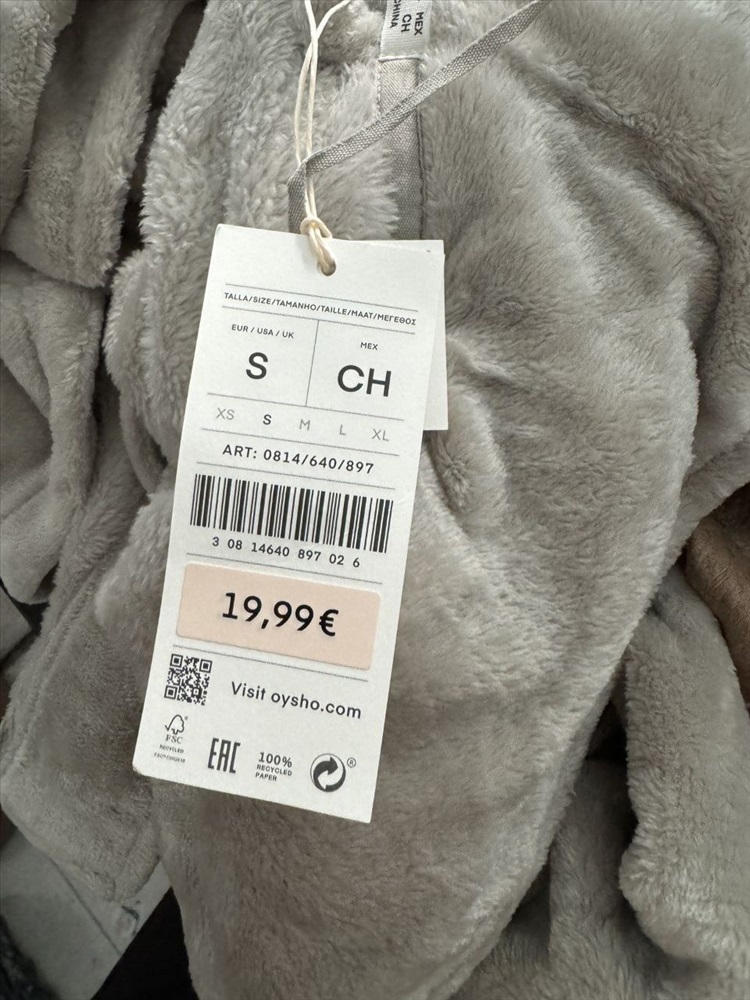 MEX
CH
CHINA
TALLA/SIZE/TAMANHO/TAILLE/MAAT/ΜΕΓΕΘΟΣ
EUR / USA / UK
MEX
S
CH
XS S M L XL
ART: 0814/640/897
3 08 14640 897 02 6
19,99€
Visit oysho.com
FSC
RECYCLED
EAC
100%
RECYCLED
PAPER
®